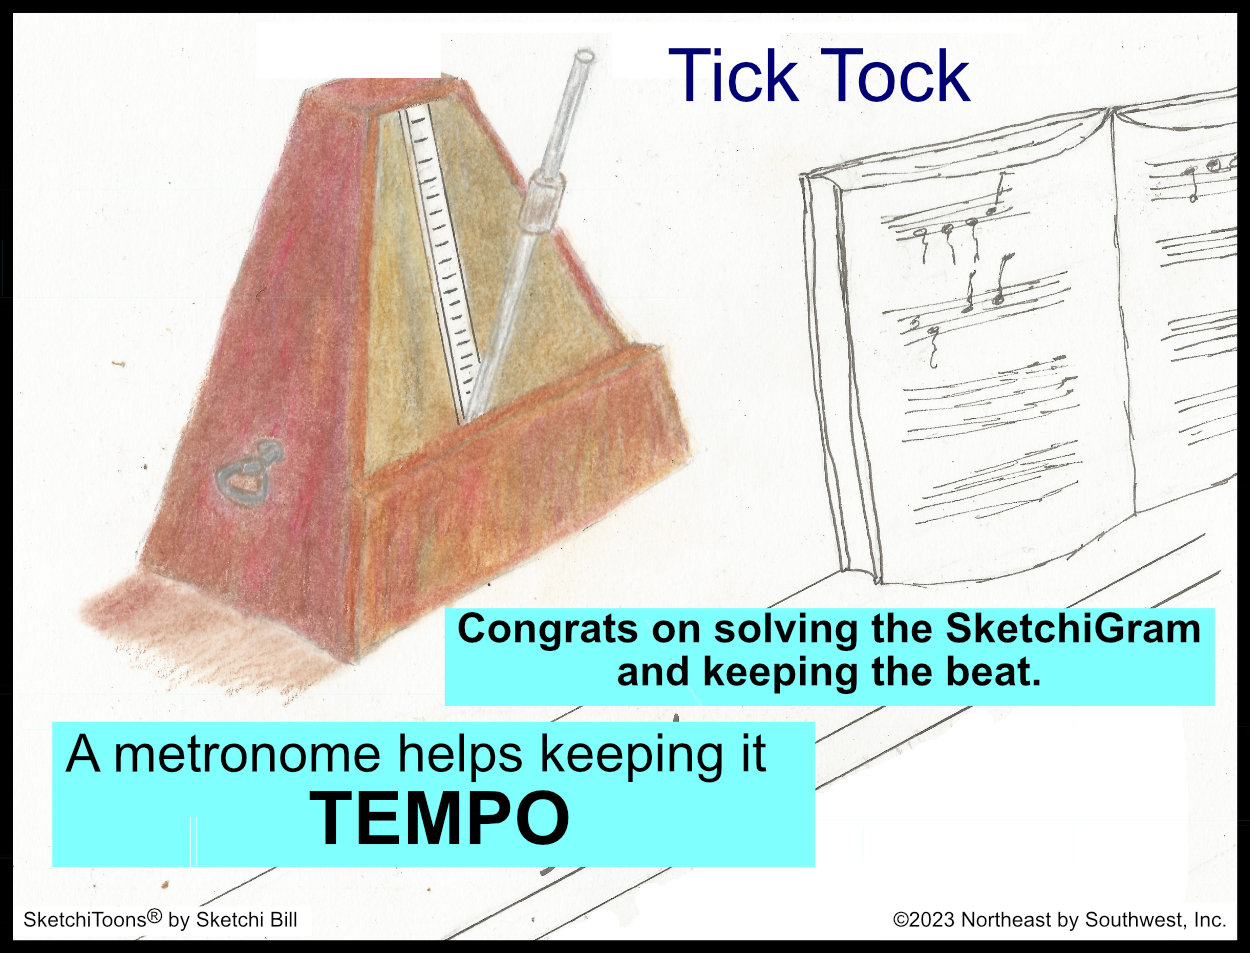 Tick Tock
Congrats on solving the SketchiGram
and keeping the beat.
A metronome helps keeping it
TEMPO
SketchiToons® by Sketchi Bill
©2023 Northeast by Southwest, Inc.